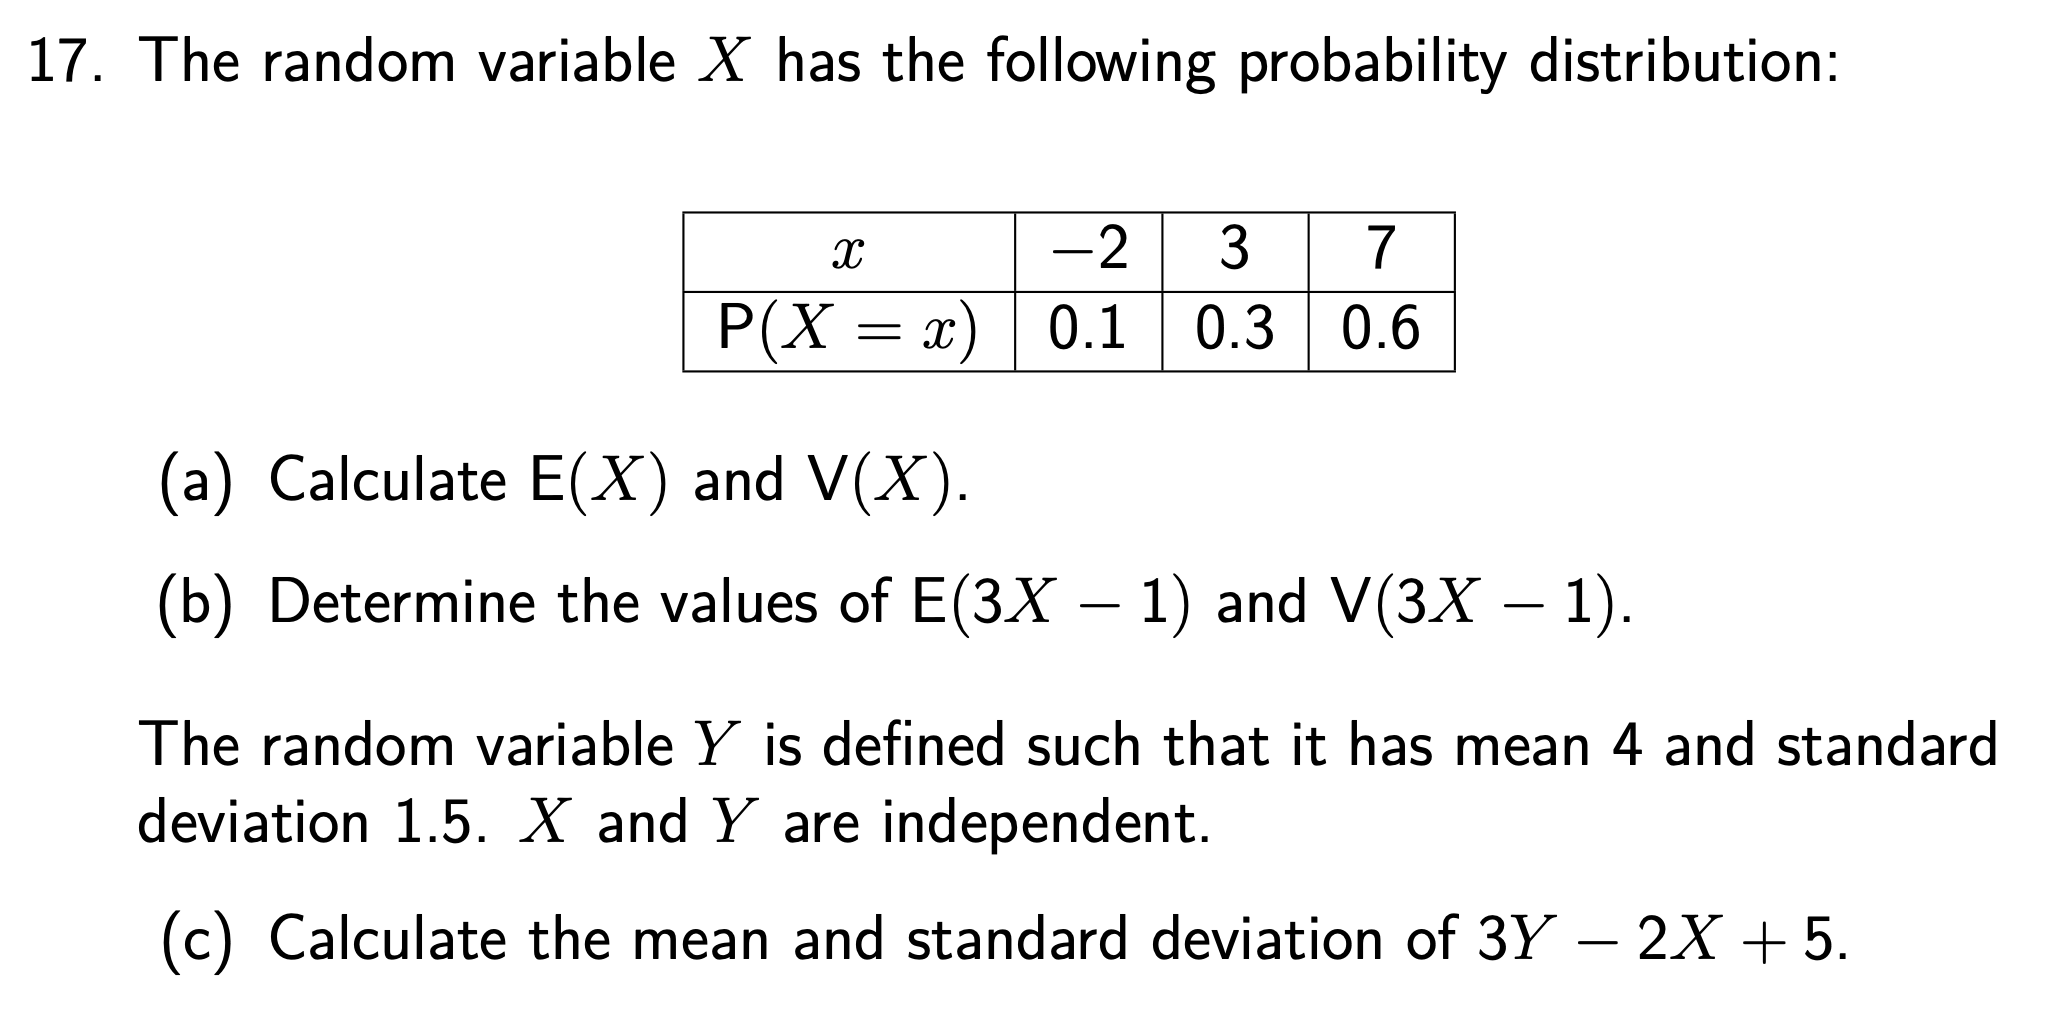 17. The random variable X has the following probability distribution:
x −2 3 7
P(X = x) 0.1 0.3 0.6
(a) Calculate E(X) and V(X).
(b) Determine the values of E(3X − 1) and V(3X − 1).
The random variable Y is defined such that it has mean 4 and standard
deviation 1.5. X and Y are independent.
(c) Calculate the mean and standard deviation of 3Y − 2X + 5.